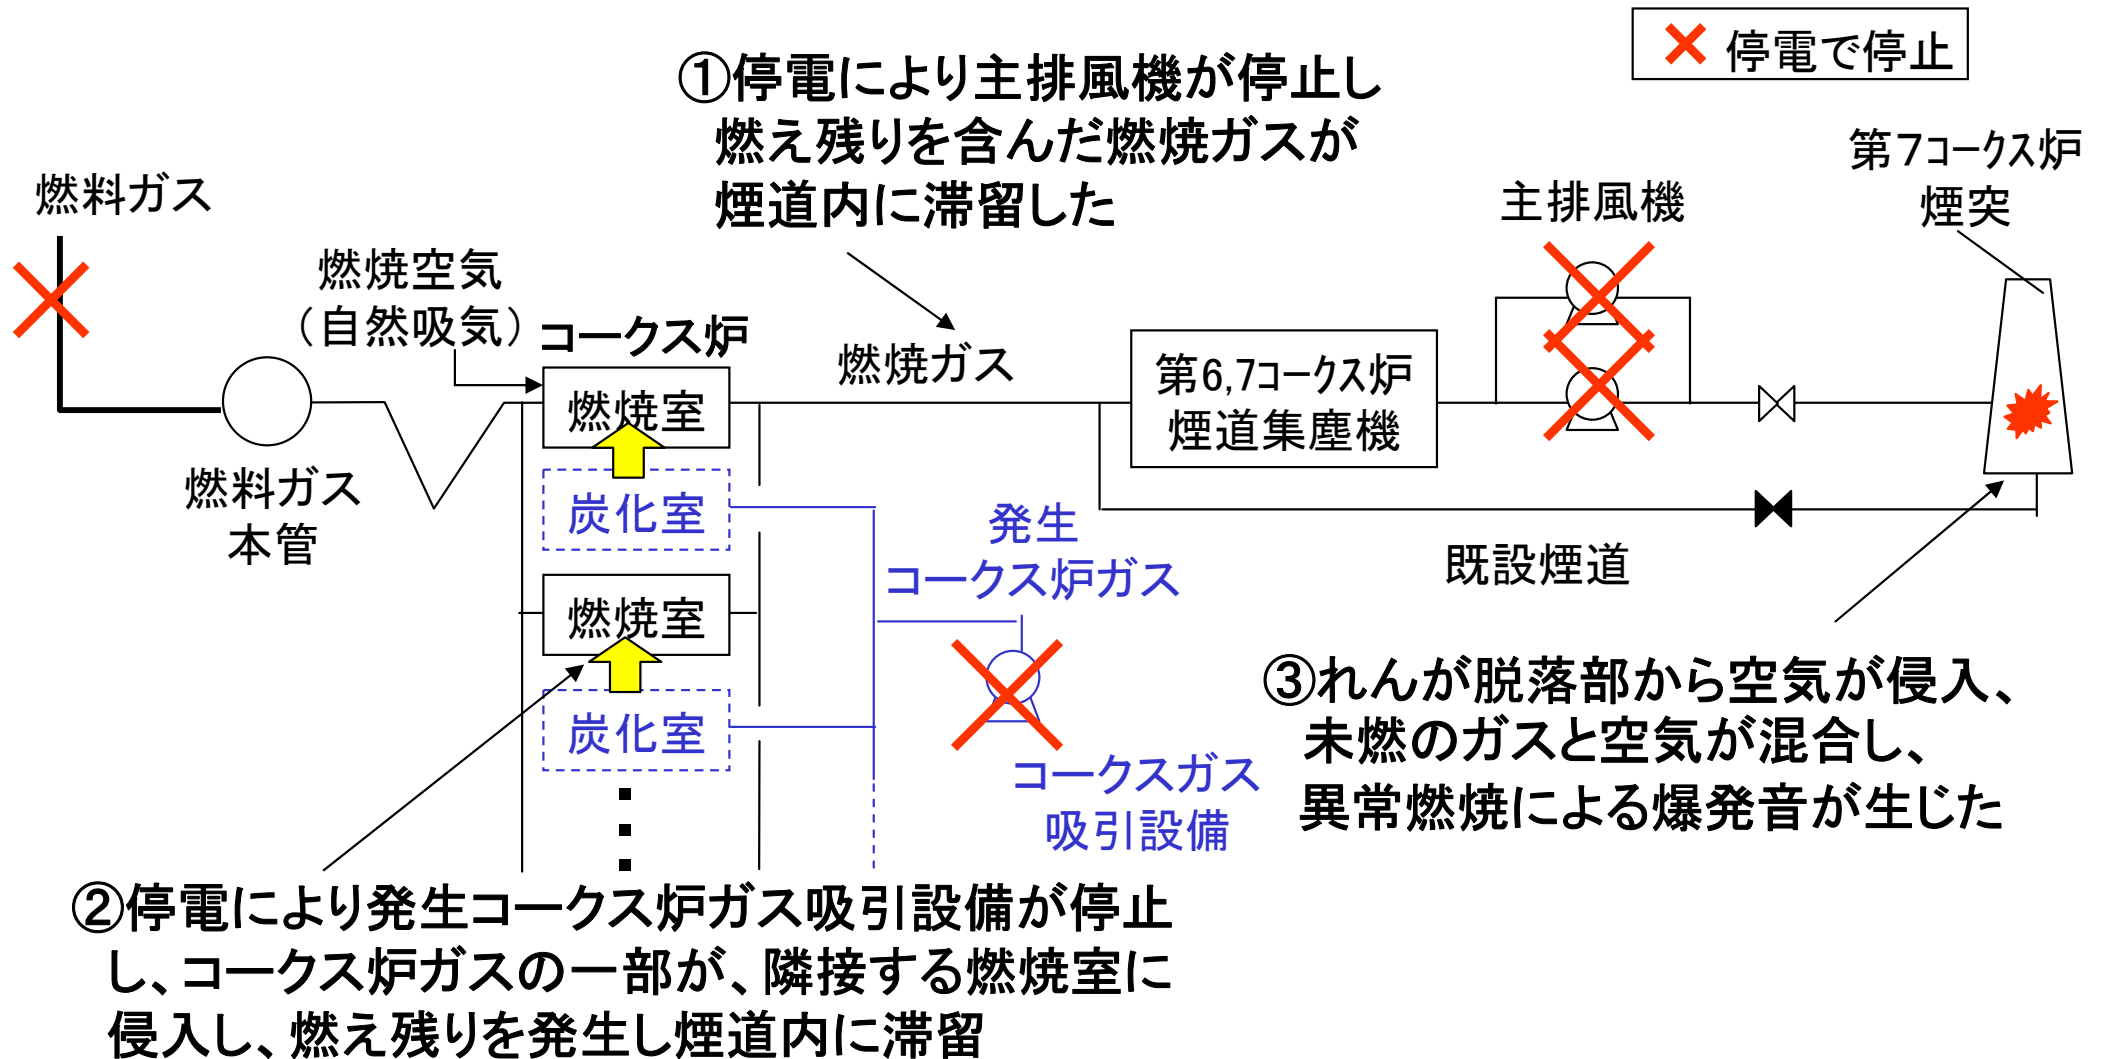 停電で停止
①停電により主排風機が停止し
燃え残りを含んだ燃焼ガスが
煙道内に滞留した
第7コークス炉
煙突
燃料ガス
主排風機
燃焼空気
（自然吸気）
コークス炉
燃焼ガス
第6,7コークス炉
煙道集塵機
燃焼室
燃料ガス
本管
炭化室
発生
コークス炉ガス
既設煙道
燃焼室
炭化室
コークスガス
吸引設備
③れんが脱落部から空気が侵入、
未燃のガスと空気が混合し、
異常燃焼による爆発音が生じた
②停電により発生コークス炉ガス吸引設備が停止
し、コークス炉ガスの一部が、隣接する燃焼室に
侵入し、燃え残りを発生し煙道内に滞留